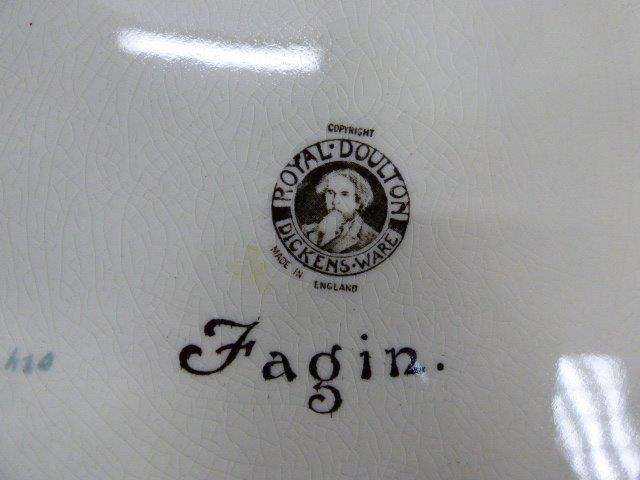 COPYRIGHT
ROYAL·DOULTON
DICKENS·WARE
MADE IN ENGLAND
Fagin.